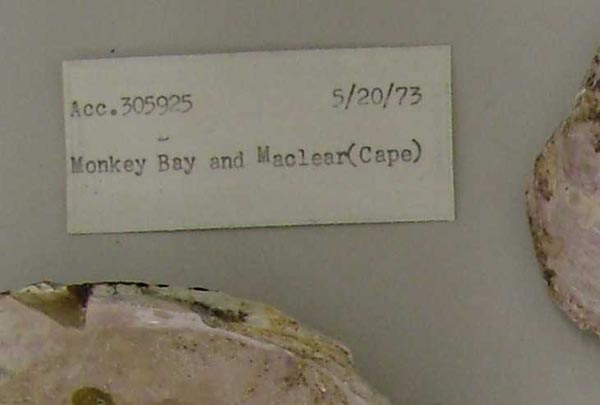 Acc.305925 5/20/73
Monkey Bay and Maclear(Cape)